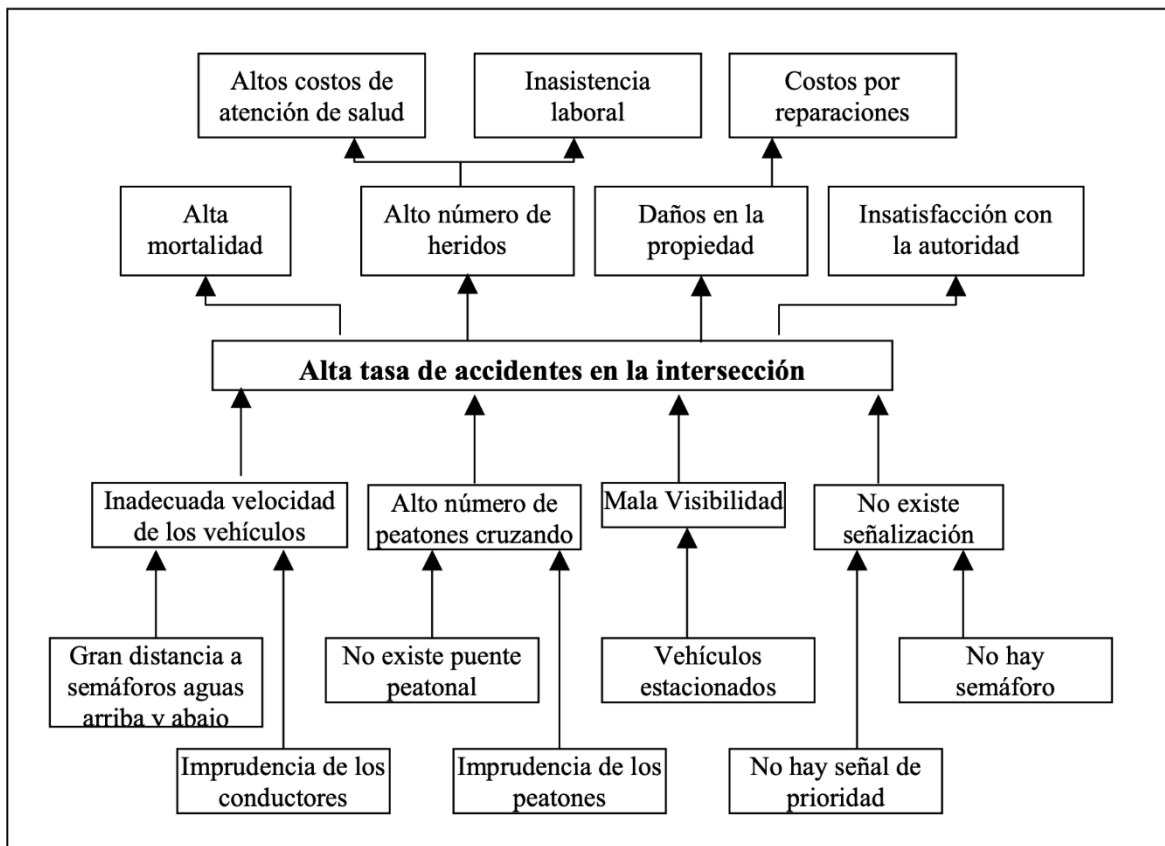 Altos costos de
atención de salud
Inasistencia
laboral
Costos por
reparaciones
Alta
mortalidad
Alto número de
heridos
Daños en la
propiedad
Insatisfacción con
la autoridad
Alta tasa de accidentes en la intersección
Inadecuada velocidad
de los vehículos
Alto número de
peatones cruzando
Mala Visibilidad
No existe
señalización
Gran distancia a
semáforos aguas
arriba y abajo
No existe puente
peatonal
Vehículos
estacionados
No hay
semáforo
Imprudencia de los
conductores
Imprudencia de los
peatones
No hay señal de
prioridad